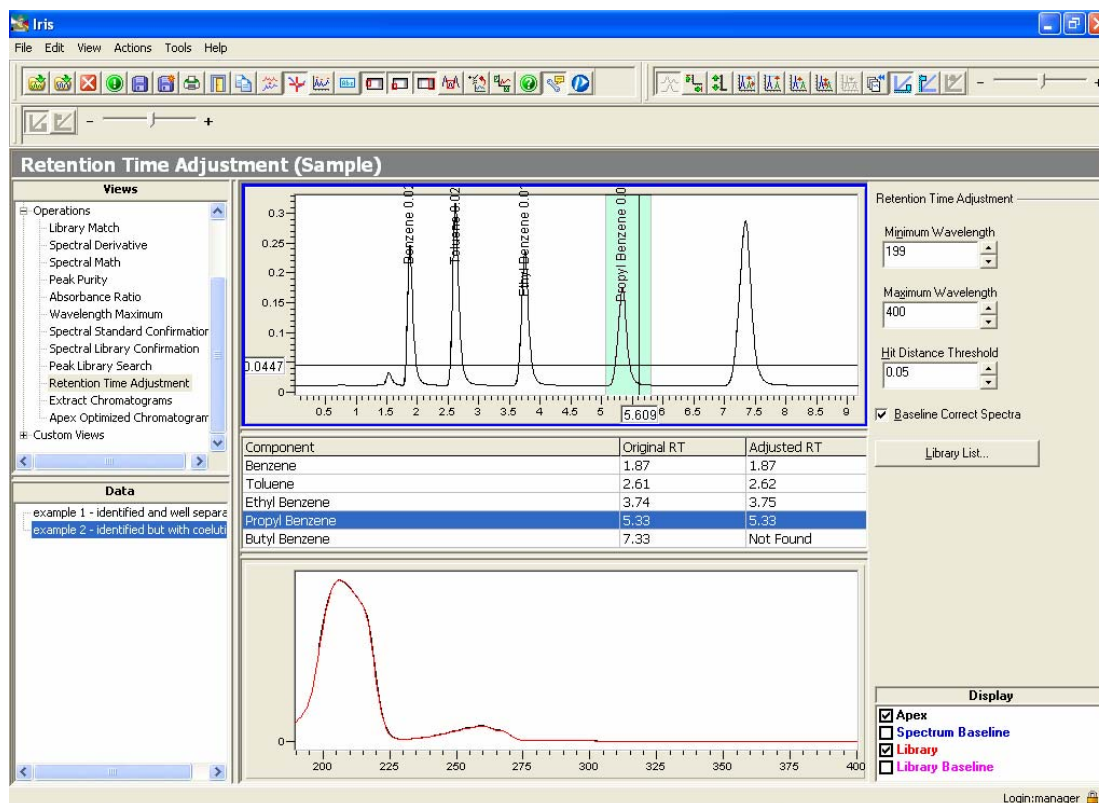 Iris
File Edit View Actions Tools Help
- +
- +
Retention Time Adjustment (Sample)
Views
Operations
Library Match
Spectral Derivative
Spectral Math
Peak Purity
Absorbance Ratio
Wavelength Maximum
Spectral Standard Confirmation
Spectral Library Confirmation
Peak Library Search
Retention Time Adjustment
Extract Chromatograms
Apex Optimized Chromatogram
Custom Views
Data
example 1 - identified and well separa
example 2 - identified but with coeluti
0.3
0.25
0.2
0.15
0.1
0.0447
0
Benzene 0.02
Toluene 0.02
Ethyl Benzene 0.01
Propyl Benzene 0.0
0.5 1 1.5 2 2.5 3 3.5 4 4.5 5 5.609 6 6.5 7 7.5 8 8.5 9
Component Original RT Adjusted RT
Benzene 1.87 1.87
Toluene 2.61 2.62
Ethyl Benzene 3.74 3.75
Propyl Benzene 5.33 5.33
Butyl Benzene 7.33 Not Found
0
200 225 250 275 300 325 350 375 400
Retention Time Adjustment
Minimum Wavelength
199
Maximum Wavelength
400
Hit Distance Threshold
0.05
Baseline Correct Spectra
Library List...
Display
Apex
Spectrum Baseline
Library
Library Baseline
Login:manager